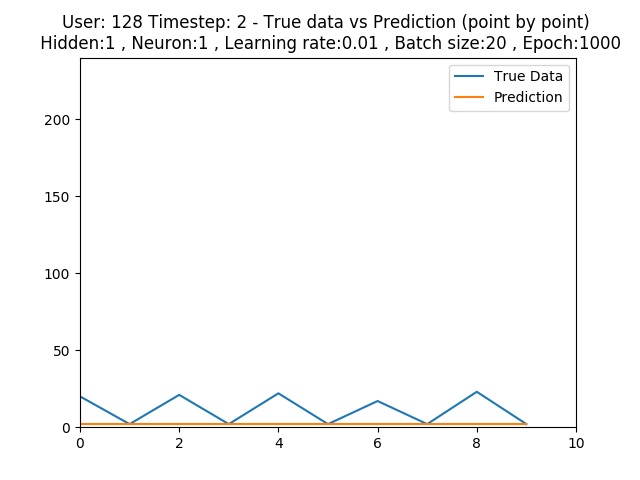 User: 128 Timestep: 2 - True data vs Prediction (point by point)
Hidden:1 , Neuron:1 , Learning rate:0.01 , Batch size:20 , Epoch:1000
True Data
Prediction
200
150
100
50
0
0 2 4 6 8 10